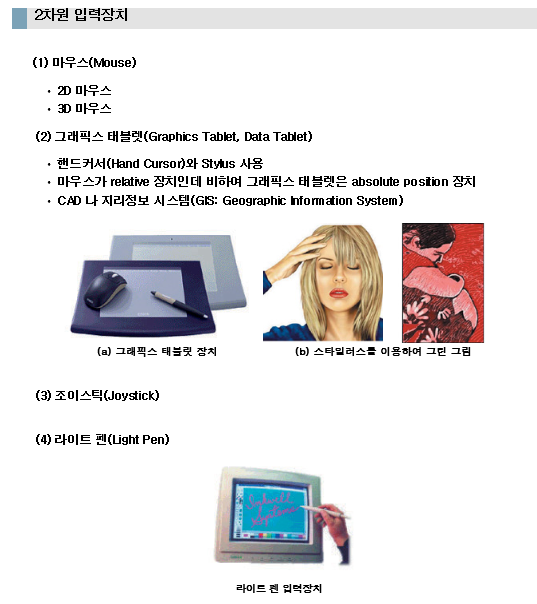 2차원 입력장치
(1) 마우스(Mouse)
• 2D 마우스
• 3D 마우스
(2) 그래픽스 태블렛(Graphics Tablet, Data Tablet)
• 핸드커서(Hand Cursor)와 Stylus 사용
• 마우스가 relative 장치인데 비하여 그래픽스 태블렛은 absolute position 장치
• CAD 나 지리정보 시스템(GIS: Geographic Information System)
(a) 그래픽스 태블릿 장치
(b) 스타일러스를 이용하여 그린 그림
(3) 조이스틱(Joystick)
(4) 라이트 펜(Light Pen)
라이트 펜 입력장치